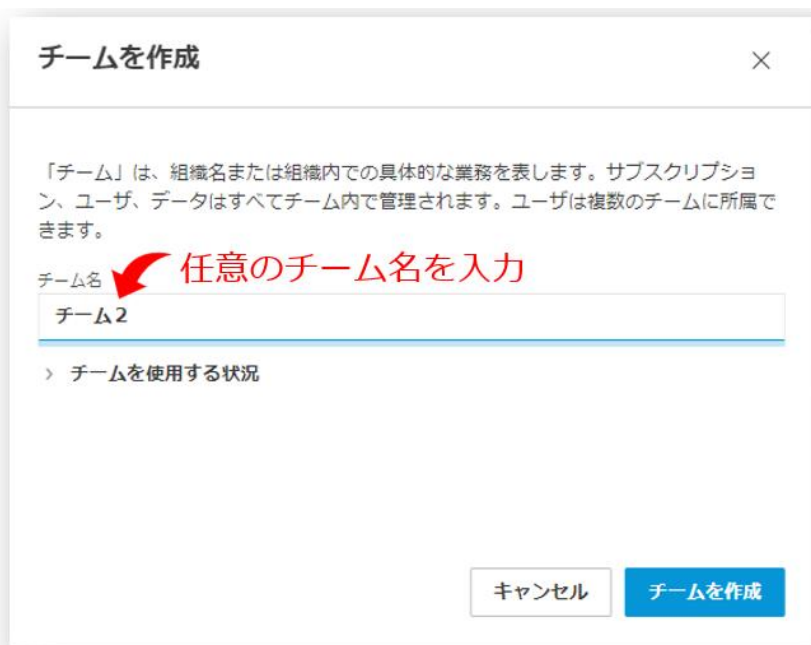 チームを作成
「チーム」は、組織名または組織内での具体的な業務を表します。サブスクリプショ
ン、ユーザ、データはすべてチーム内で管理されます。ユーザは複数のチームに所属で
きます。
任意のチーム名を入力
チーム名
チーム2
チームを使用する状況
キャンセル
チームを作成